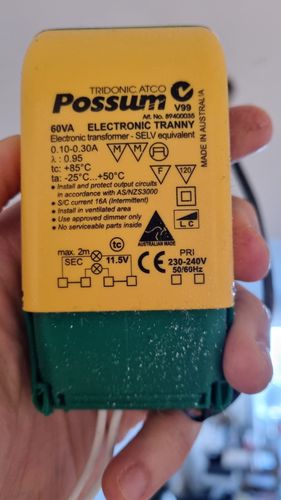 TRIDONIC.ATCO
Possum V99
Art. No. 89400035
60VA ELECTRONIC TRANNY
Electronic transformer - SELV equivalent
0.10-0.30A
λ : 0.95
tc: +85°C
ta: -25°C...+50°C
M M
F 120
• Install and protect output circuits
in accordance with AS/NZS3000
• S/C current 16A (Intermittent)
• Install in ventilated area
• Use approved dimmer only
• No serviceable parts inside
L, C
MADE IN AUSTRALIA
tc
AUSTRALIAN MADE
max. 2m
SEC 11.5V
CE
PRI
230-240V
50/60Hz